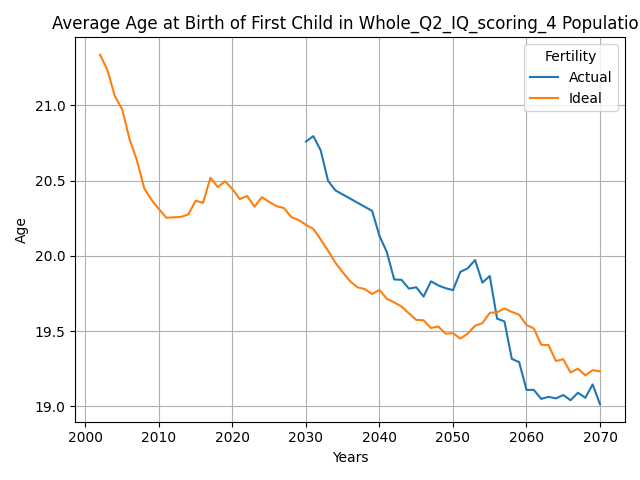 Average Age at Birth of First Child in Whole_Q2_IQ_scoring_4 Populatio
Fertility
Actual
Ideal
21.0
20.5
20.0
19.5
19.0
Age
2000 2010 2020 2030 2040 2050 2060 2070
Years